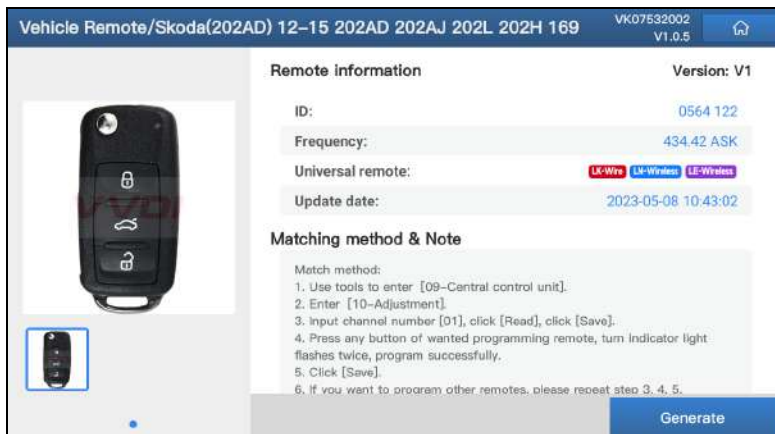 Vehicle Remote/Skoda(202AD) 12-15 202AD 202AJ 202L 202H 169
VK07532002
V1.0.5
Remote information
Version: V1
ID:
0564 122
Frequency:
434.42 ASK
Universal remote:
LK-Wire LN-Wireless LE-Wireless
Update date:
2023-05-08 10:43:02
VVDI
Matching method & Note
Match method:
1. Use tools to enter [09-Central control unit].
2. Enter [10-Adjustment].
3. Input channel number [01], click [Read], click [Save].
4. Press any button of wanted programming remote, turn indicator light
flashes twice, program successfully.
5. Click [Save].
6. If you want to program other remotes, please repeat step 3, 4, 5.
Generate